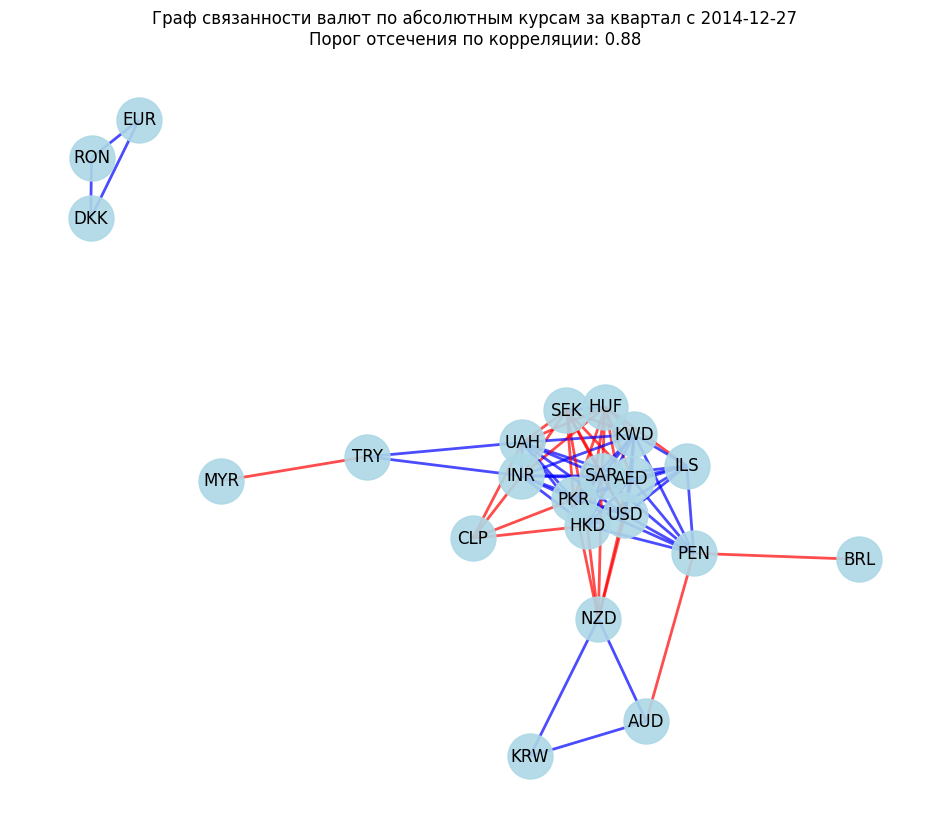 Граф связанности валют по абсолютным курсам за квартал с 2014-12-27
Порог отсечения по корреляции: 0.88
EUR
RON
DKK
SEK
HUF
KWD
UAH
TRY
ILS
MYR
INR
SAR
AED
PKR
USD
HKD
CLP
PEN
BRL
NZD
AUD
KRW